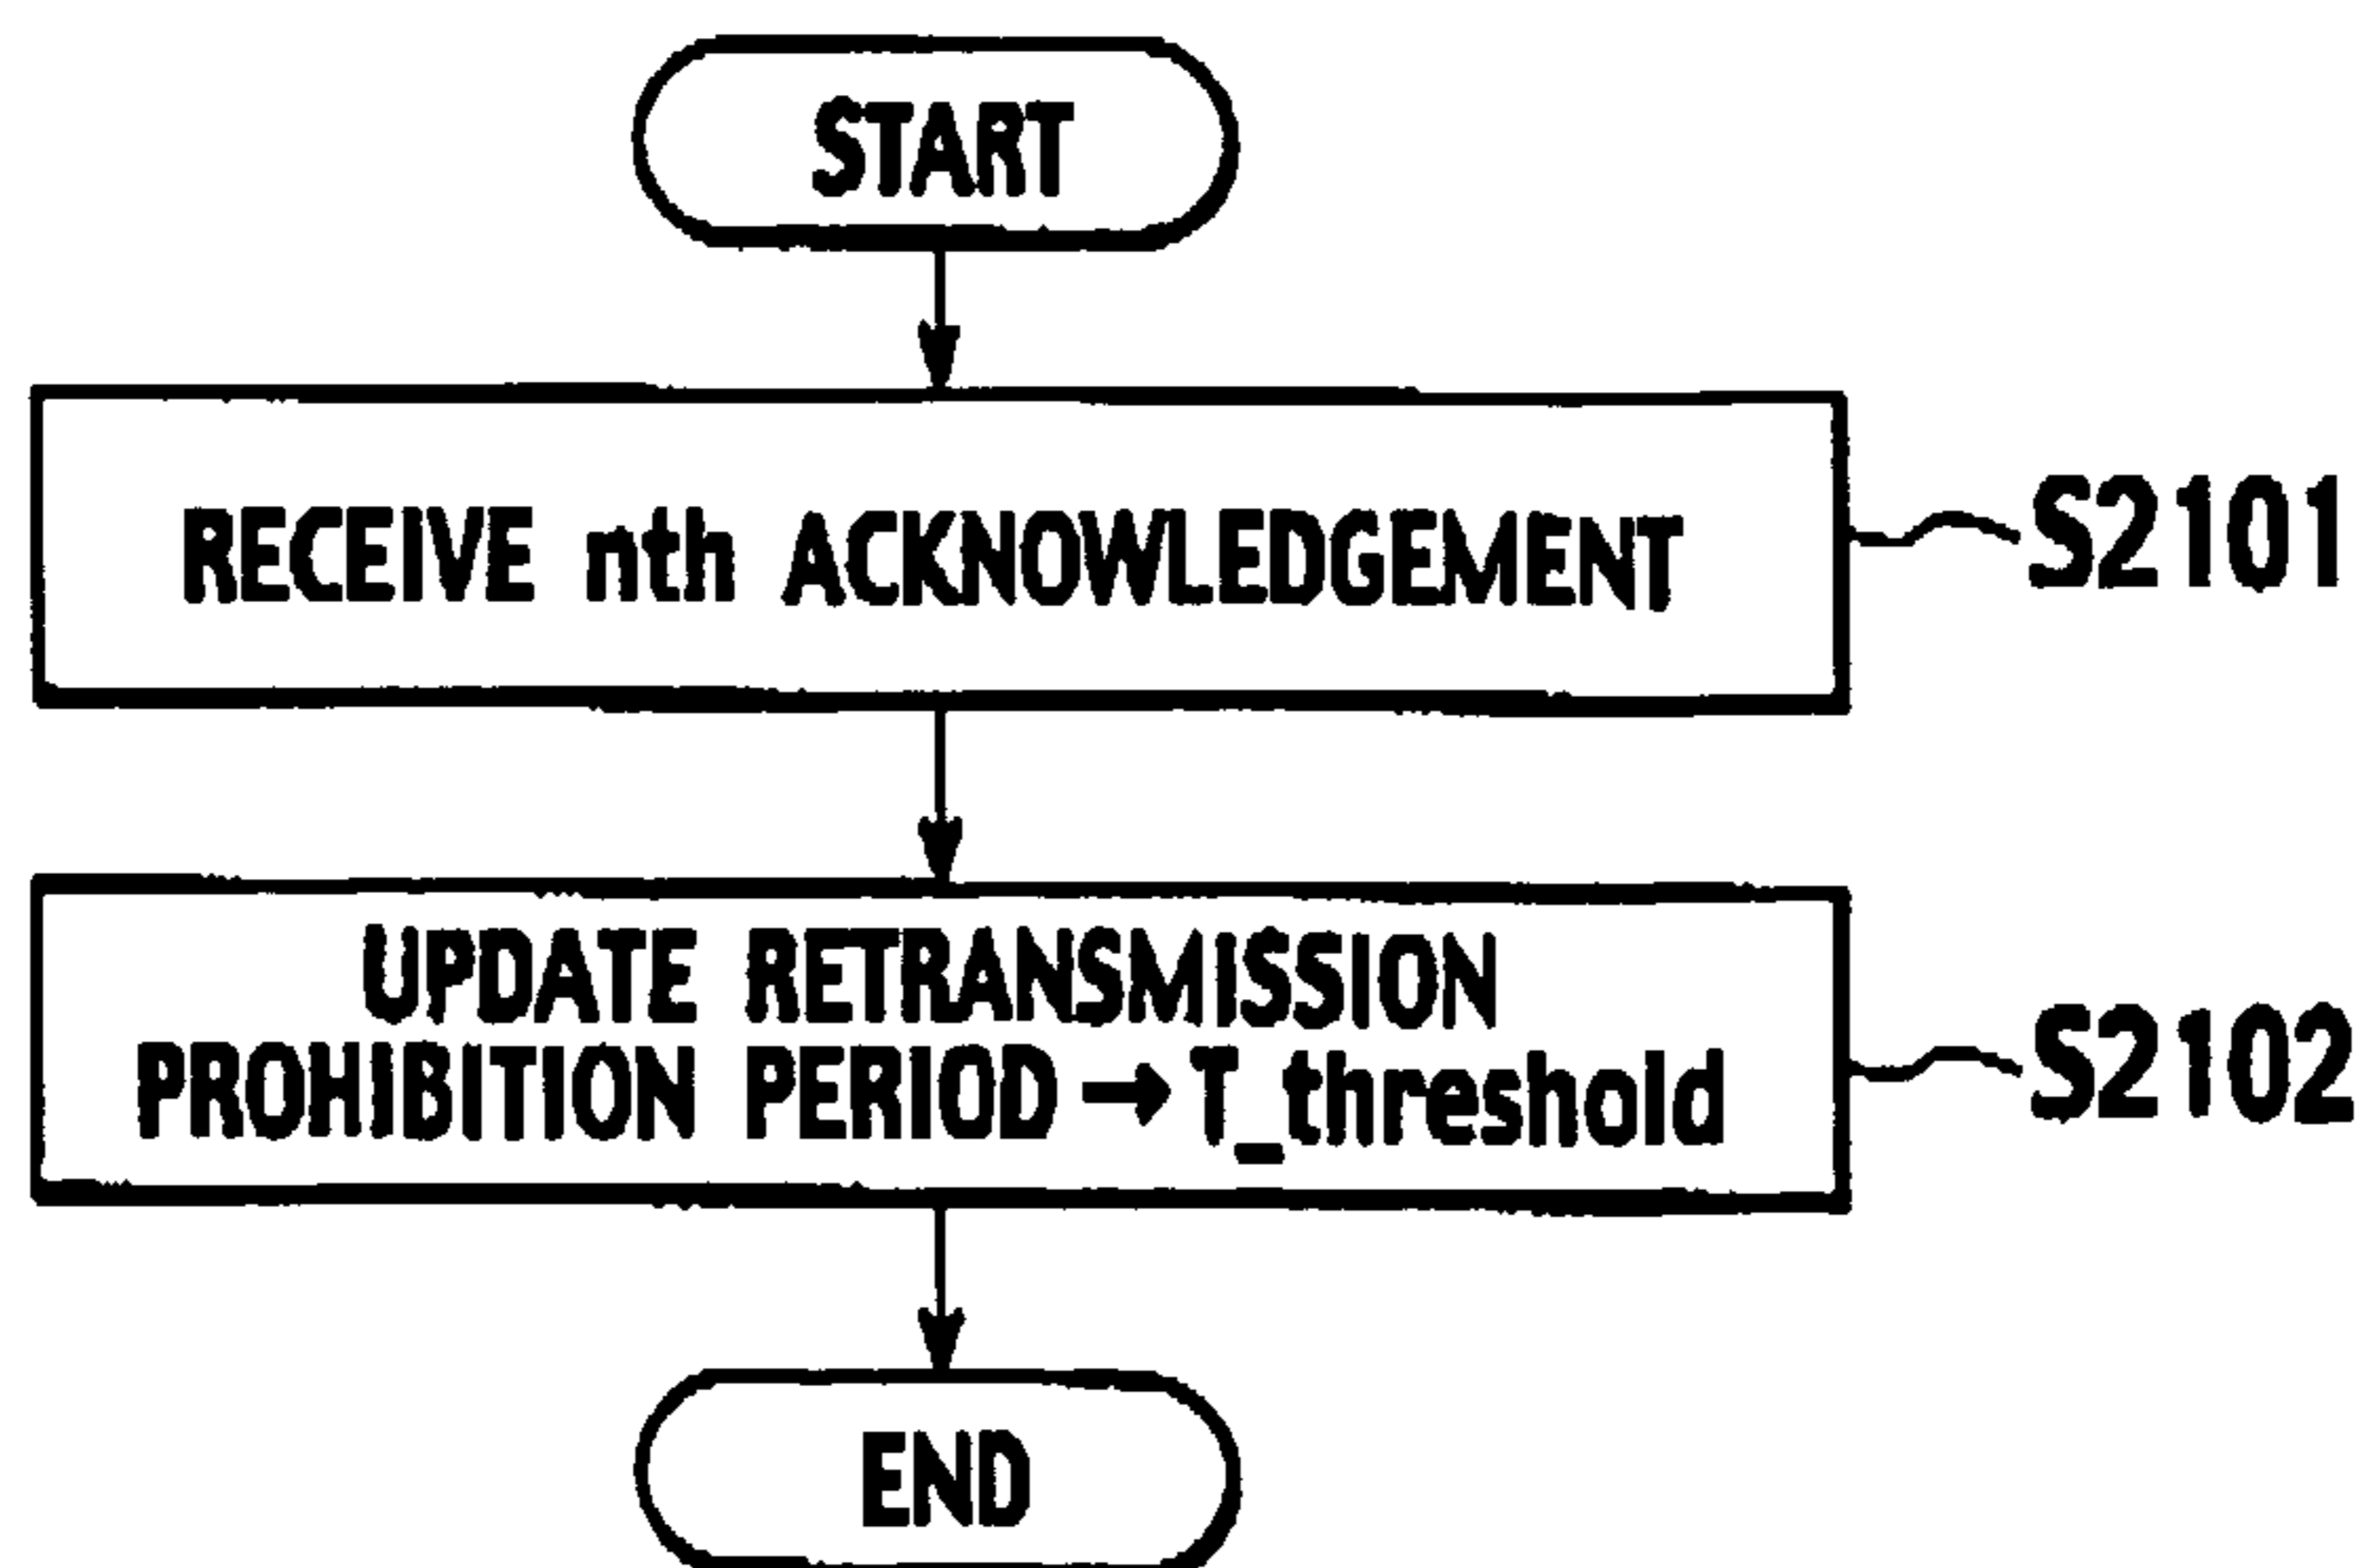 START
RECEIVE nth ACKNOWLEDGEMENT
S2101
UPDATE RETRANSMISSION
PROHIBITION PERIOD → T_threshold
S2102
END